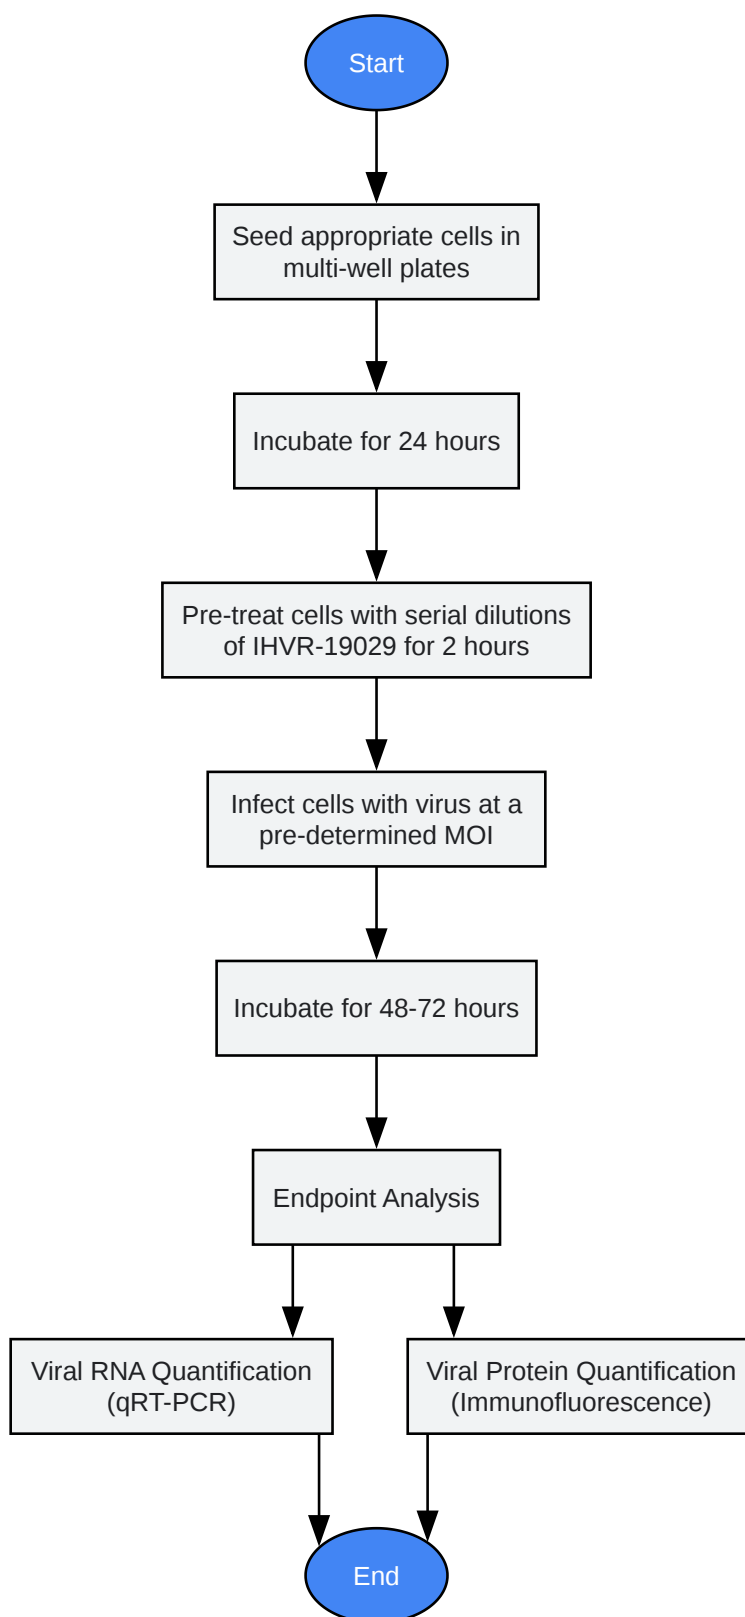 Start
Seed appropriate cells in
multi-well plates
Incubate for 24 hours
Pre-treat cells with serial dilutions
of IHVR-19029 for 2 hours
Infect cells with virus at a
pre-determined MOI
Incubate for 48-72 hours
Endpoint Analysis
Viral RNA Quantification
(qRT-PCR)
Viral Protein Quantification
(Immunofluorescence)
End